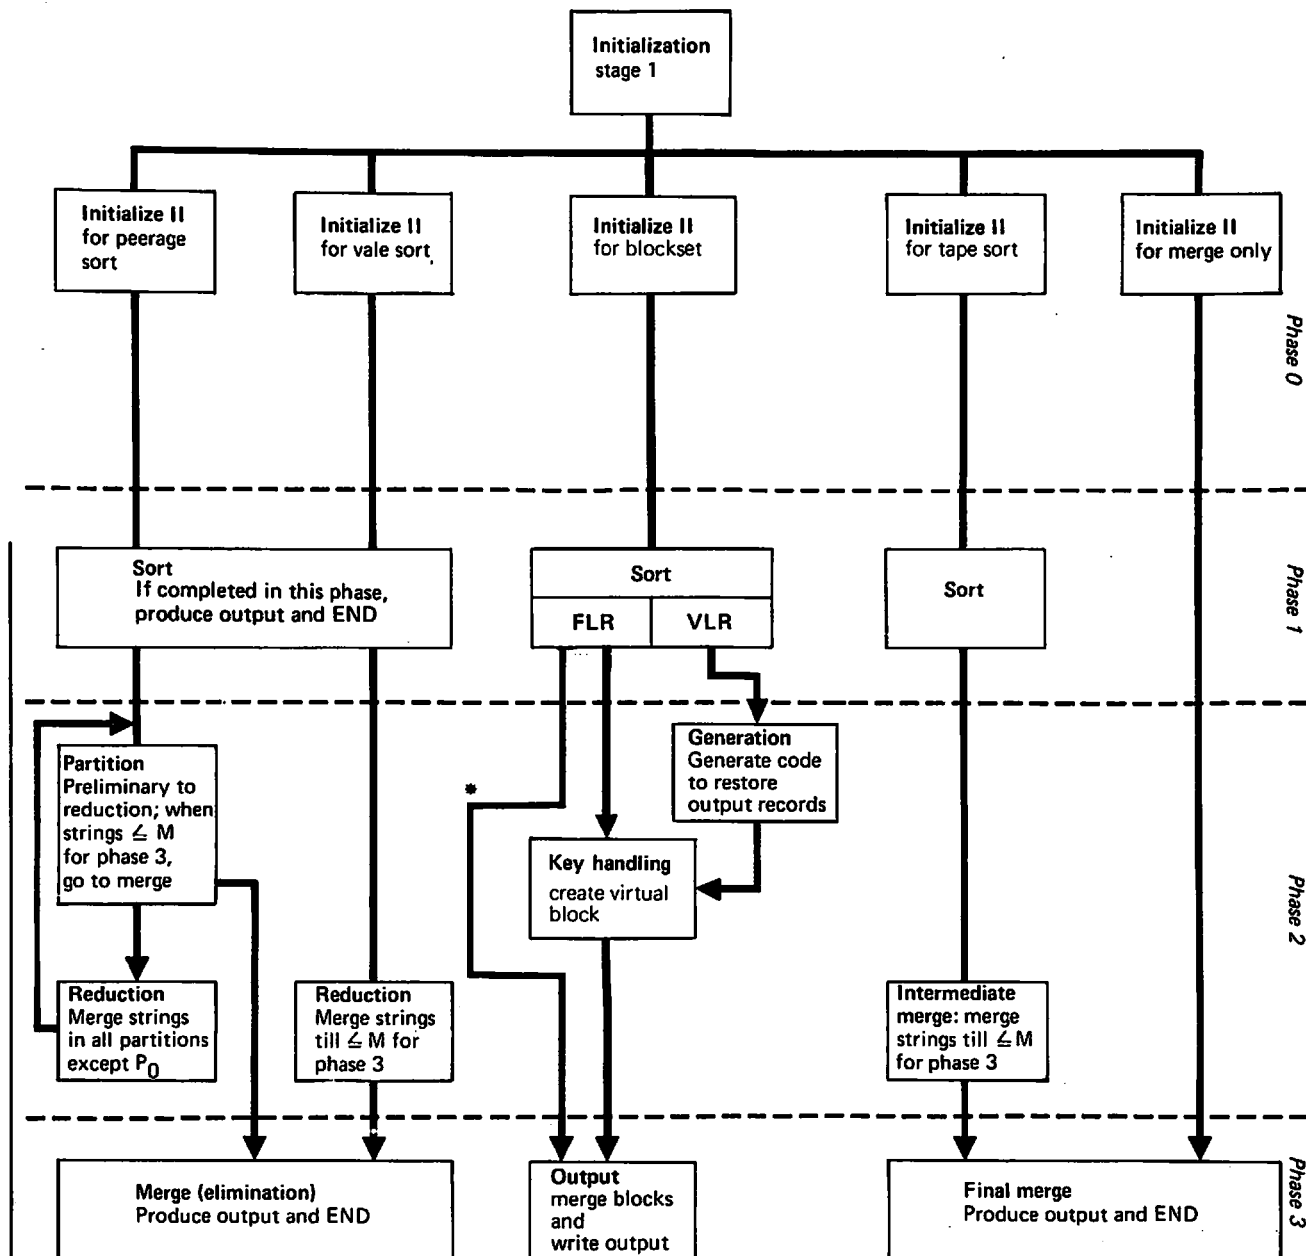 Initialization
stage 1
Initialize II
for peerage
sort
Initialize II
for vale sort.
Initialize II
for blockset
Initialize II
for tape sort
Initialize II
for merge only
Phase 0
Sort
If completed in this phase,
produce output and END
Sort
FLR
VLR
Sort
Phase 1
Partition
Preliminary to
reduction; when
strings ≤ M
for phase 3,
go to merge
*
Generation
Generate code
to restore
output records
Key handling
create virtual
block
Phase 2
Reduction
Merge strings
in all partitions
except P0
Reduction
Merge strings
till ≤ M for
phase 3
Intermediate
merge: merge
strings till ≤ M
for phase 3
Merge (elimination)
Produce output and END
Output
merge blocks
and
write output
Final merge
Produce output and END
Phase 3